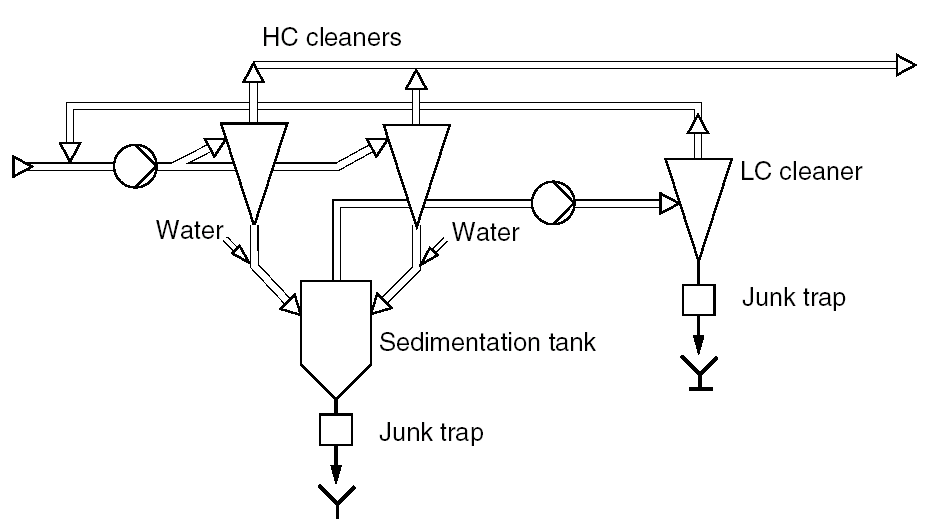 HC cleaners
LC cleaner
Water
Water
Junk trap
Sedimentation tank
Junk trap